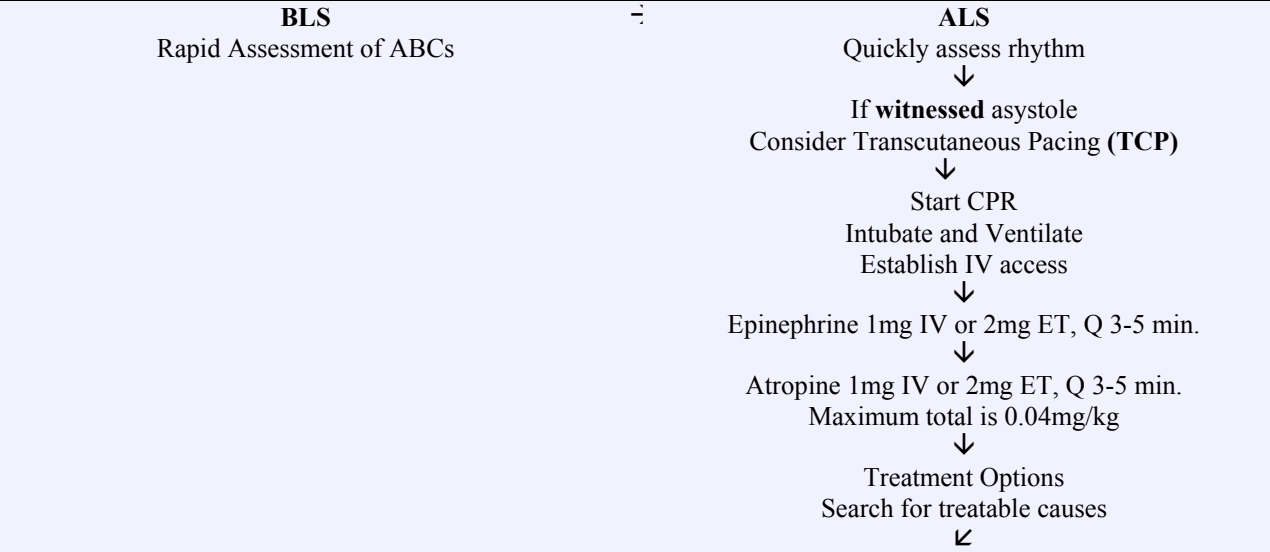 BLS
Rapid Assessment of ABCs
→
ALS
Quickly assess rhythm
↓
If witnessed asystole
Consider Transcutaneous Pacing (TCP)
↓
Start CPR
Intubate and Ventilate
Establish IV access
↓
Epinephrine 1mg IV or 2mg ET, Q 3-5 min.
↓
Atropine 1mg IV or 2mg ET, Q 3-5 min.
Maximum total is 0.04mg/kg
↓
Treatment Options
Search for treatable causes
↙